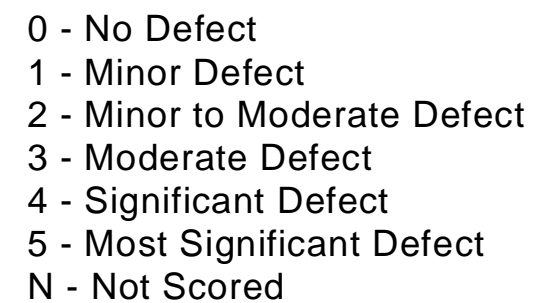 0 - No Defect
1 - Minor Defect
2 - Minor to Moderate Defect
3 - Moderate Defect
4 - Significant Defect
5 - Most Significant Defect
N - Not Scored